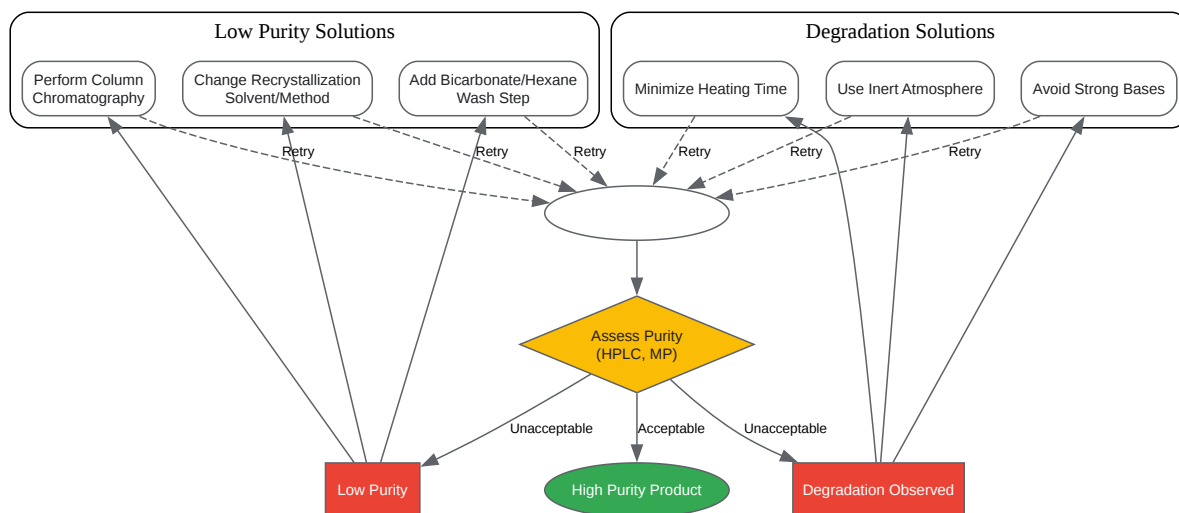 Low Purity Solutions
Degradation Solutions
Perform Column
Chromatography
Change Recrystallization
Solvent/Method
Add Bicarbonate/Hexane
Wash Step
Minimize Heating Time
Use Inert Atmosphere
Avoid Strong Bases
Retry
Retry
Retry
Retry
Retry
Retry
Assess Purity
(HPLC, MP)
Unacceptable
Acceptable
Unacceptable
Low Purity
High Purity Product
Degradation Observed